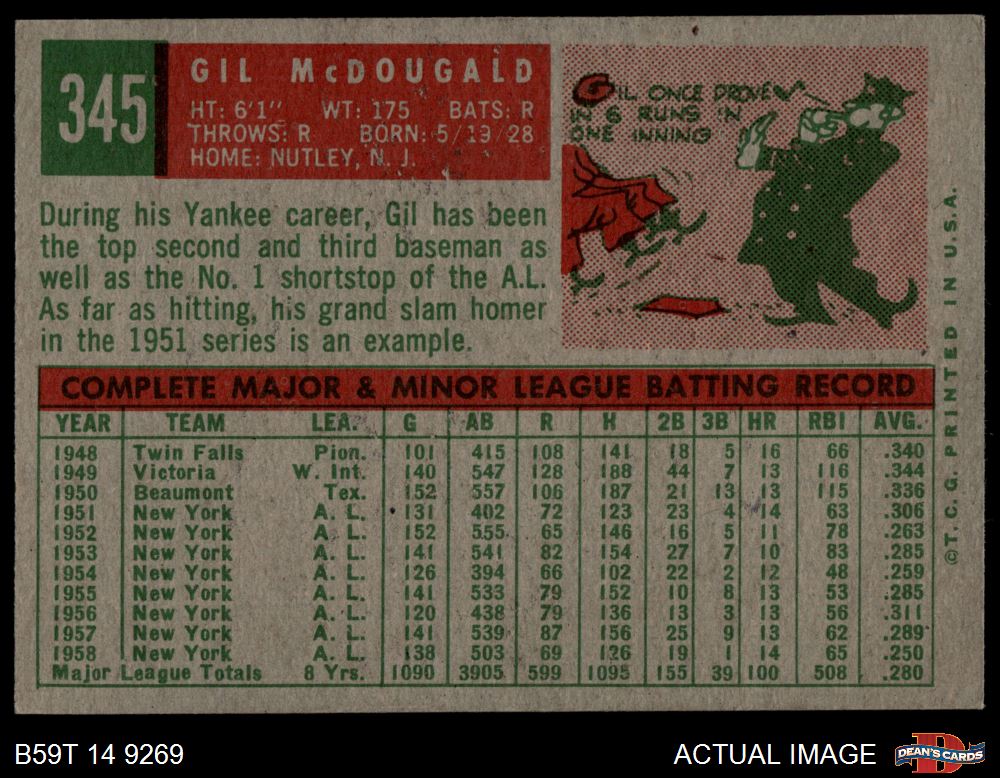 345
GIL McDOUGALD
HT: 6'1" WT: 175 BATS: R
THROWS: R BORN: 5/19/28
HOME: NUTLEY, N. J.
GIL ONCE DROVE
IN 6 RUNS IN
ONE INNING
During his Yankee career, Gil has been
the top second and third baseman as
well as the No. 1 shortstop of the A.L.
As far as hitting, his grand slam homer
in the 1951 series is an example.
COMPLETE MAJOR & MINOR LEAGUE BATTING RECORD
YEAR TEAM LEA. G AB R H 2B 3B HR RBI AVG.
1948 Twin Falls Pion. 101 415 108 141 18 5 16 66 .340
1949 Victoria W. Int. 140 547 128 188 44 7 13 116 .344
1950 Beaumont Tex. 152 557 106 187 21 13 13 115 .336
1951 New York A. L. 131 402 72 123 23 4 14 63 .306
1952 New York A. L. 152 555 65 146 16 5 11 78 .263
1953 New York A. L. 141 541 82 154 27 7 10 83 .285
1954 New York A. L. 126 394 66 102 22 2 12 48 .259
1955 New York A. L. 141 533 79 152 10 8 13 53 .285
1956 New York A. L. 120 438 79 136 13 3 13 56 .311
1957 New York A. L. 141 539 87 156 25 9 13 62 .289
1958 New York A. L. 138 503 69 126 19 1 14 65 .250
Major League Totals 8 Yrs. 1090 3905 599 1095 155 39 100 508 .280
©T.C.G. PRINTED IN U.S.A.
B59T 14 9269
ACTUAL IMAGE
D
DEAN'S CARDS